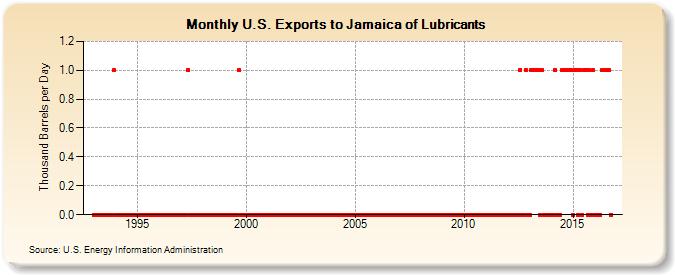 Monthly U.S. Exports to Jamaica of Lubricants
Thousand Barrels per Day
1.2
1.0
0.8
0.6
0.4
0.2
0.0
1995 2000 2005 2010 2015
Source: U.S. Energy Information Administration